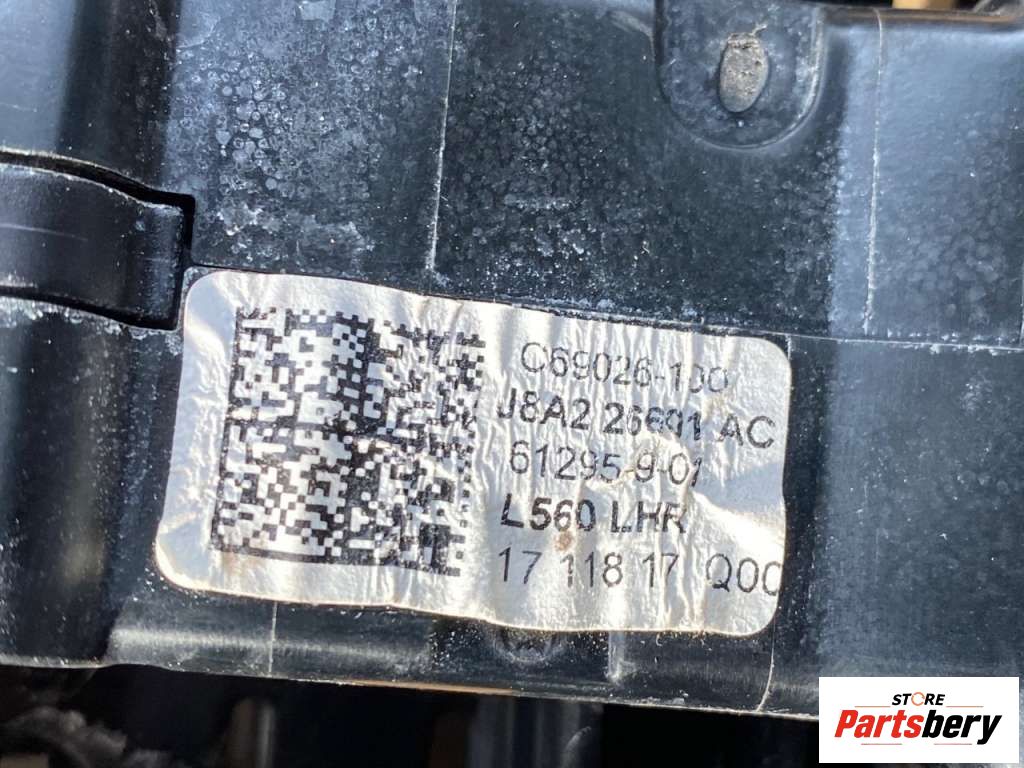 C69026-100
J8A2 26601 AC
61295-9-01
L560 LHR
17 118 17 Q00
STORE
Partsbery